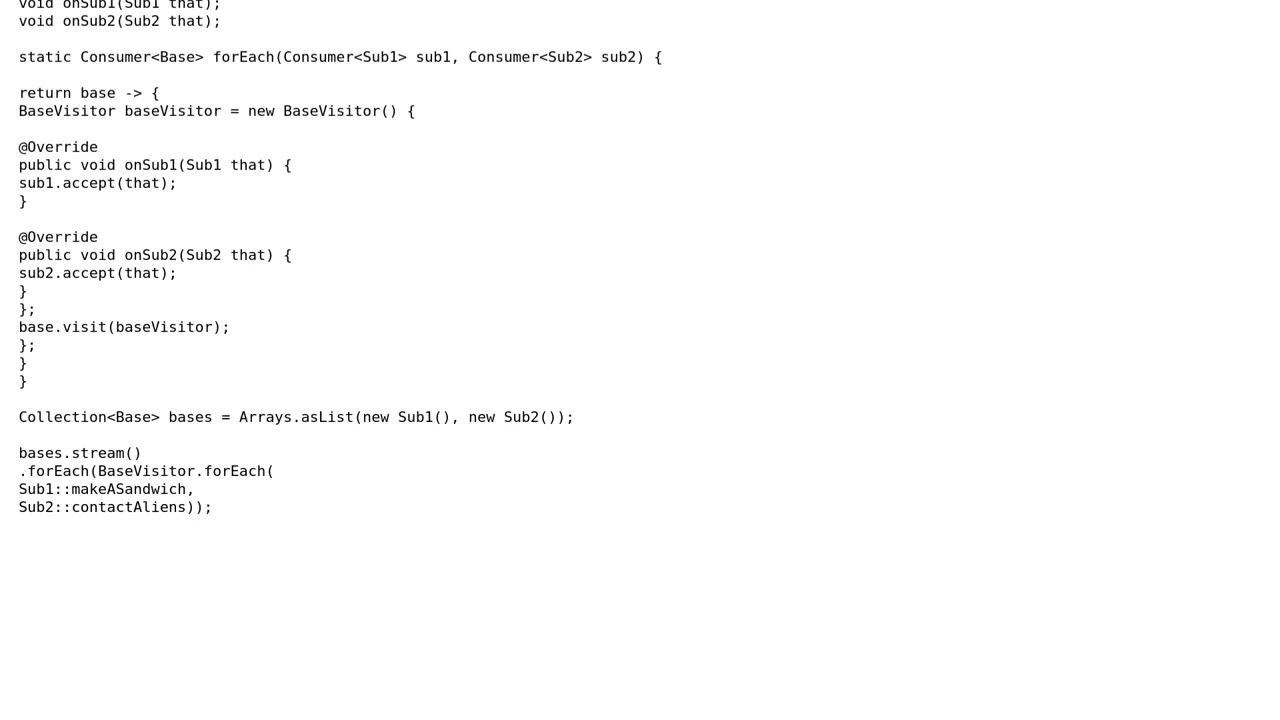 void onSub1(Sub1 that);
void onSub2(Sub2 that);
static Consumer<Base> forEach(Consumer<Sub1> sub1, Consumer<Sub2> sub2) {
return base -> {
BaseVisitor baseVisitor = new BaseVisitor() {
@Override
public void onSub1(Sub1 that) {
sub1.accept(that);
}
@Override
public void onSub2(Sub2 that) {
sub2.accept(that);
}
};
base.visit(baseVisitor);
};
}
}
Collection<Base> bases = Arrays.asList(new Sub1(), new Sub2());
bases.stream()
.forEach(BaseVisitor.forEach(
Sub1::makeASandwich,
Sub2::contactAliens));